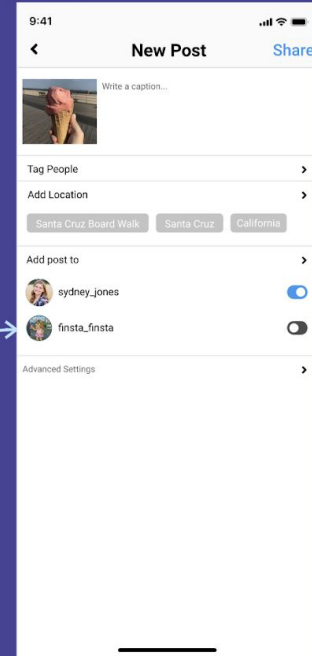 9:41
New Post
Share
Write a caption...
Tag People
Add Location
Santa Cruz Board Walk
Santa Cruz
California
Add post to
sydney_jones
finsta_finsta
Advanced Settings